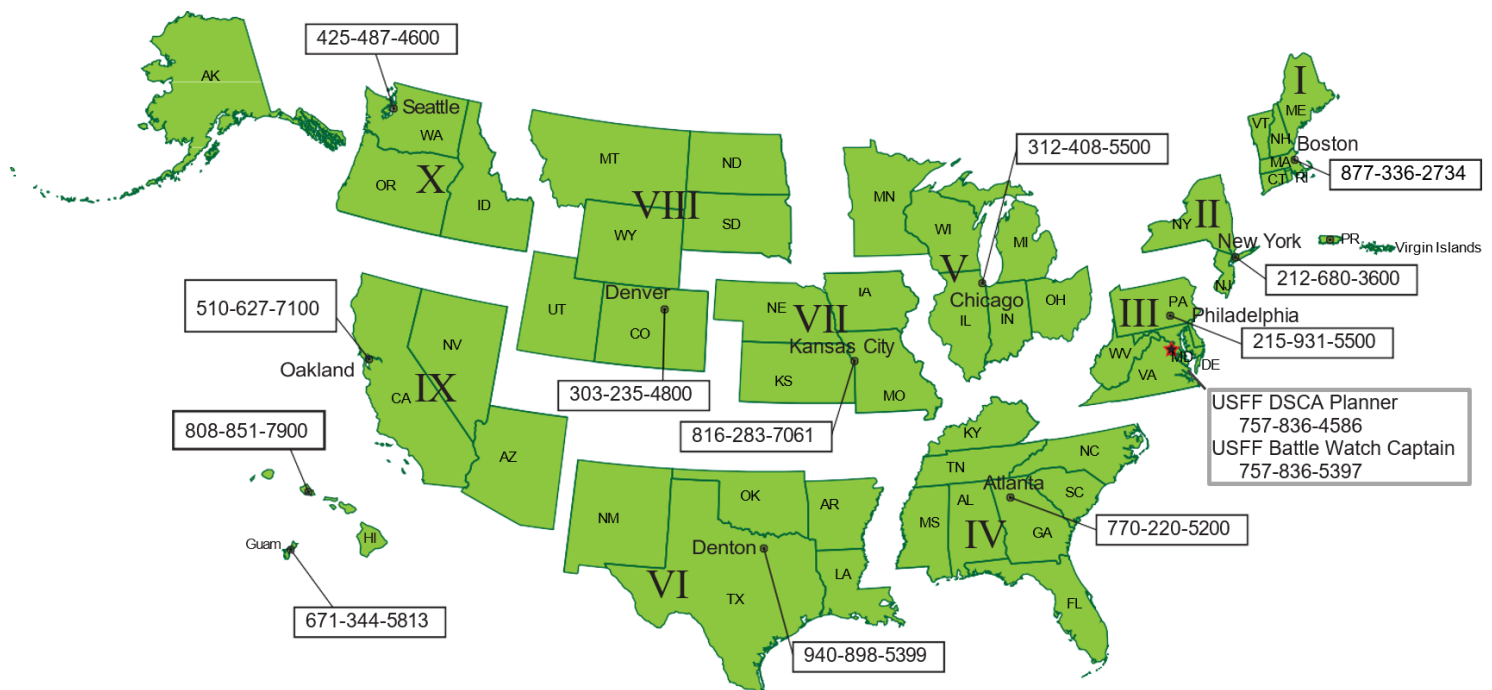 425-487-4600
AK
Seattle
WA
OR
X
ID
MT
ND
VIII
WY
SD
UT
Denver
CO
303-235-4800
510-627-7100
Oakland
NV
CA
IX
AZ
808-851-7900
HI
Guam
671-344-5813
NE
IA
VII
Kansas City
KS
MO
816-283-7061
312-408-5500
MN
WI
MI
V
Chicago
IL
IN
OH
I
ME
VT
NH
Boston
MA
CT
RI
877-336-2734
II
NY
New York
PR
Virgin Islands
NJ
212-680-3600
III
PA
Philadelphia
215-931-5500
WV
MD
DE
VA
USFF DSCA Planner
757-836-4586
USFF Battle Watch Captain
757-836-5397
KY
TN
NC
Atlanta
SC
MS
AL
IV
GA
FL
770-220-5200
NM
OK
AR
Denton
VI
TX
LA
940-898-5399